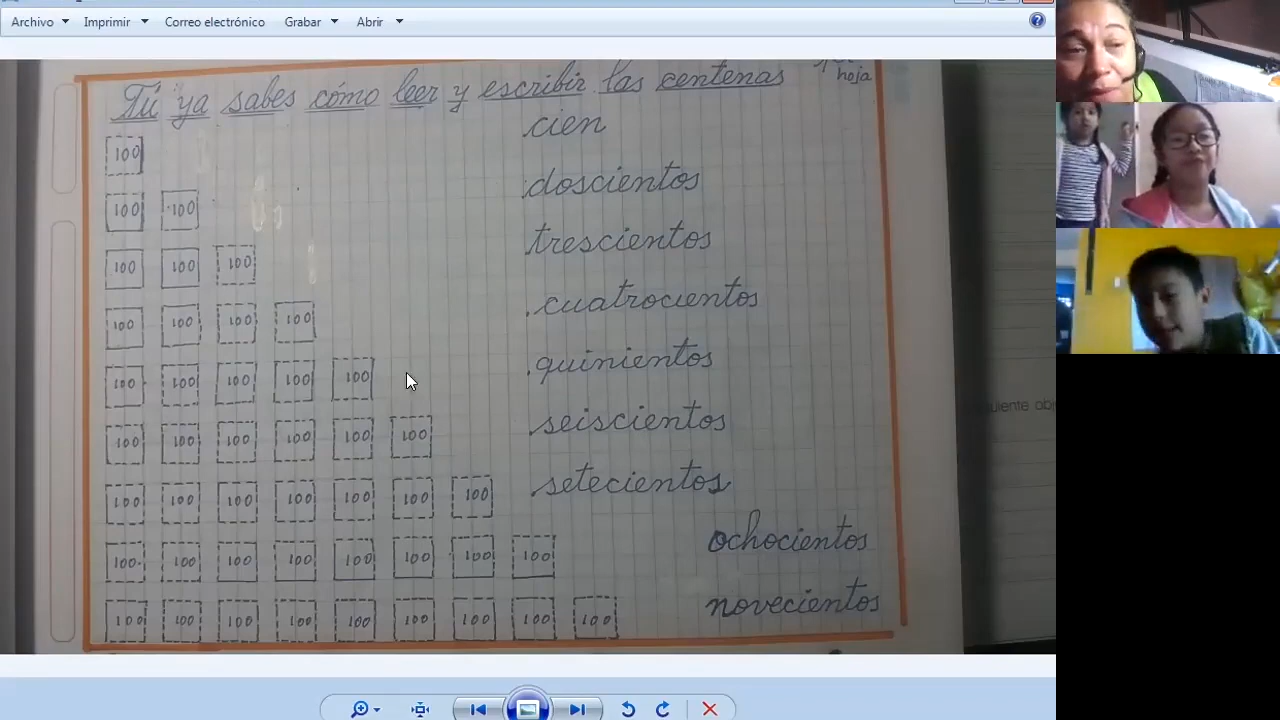 Archivo Imprimir Correo electrónico Grabar Abrir
Tú ya sabes cómo leer y escribir las centenas
hoja
100 cien
100 100 doscientos
100 100 100 trescientos
100 100 100 100 cuatrocientos
100 100 100 100 100 quinientos
100 100 100 100 100 100 seiscientos
100 100 100 100 100 100 100 setecientos
100 100 100 100 100 100 100 100 ochocientos
100 100 100 100 100 100 100 100 100 novecientos